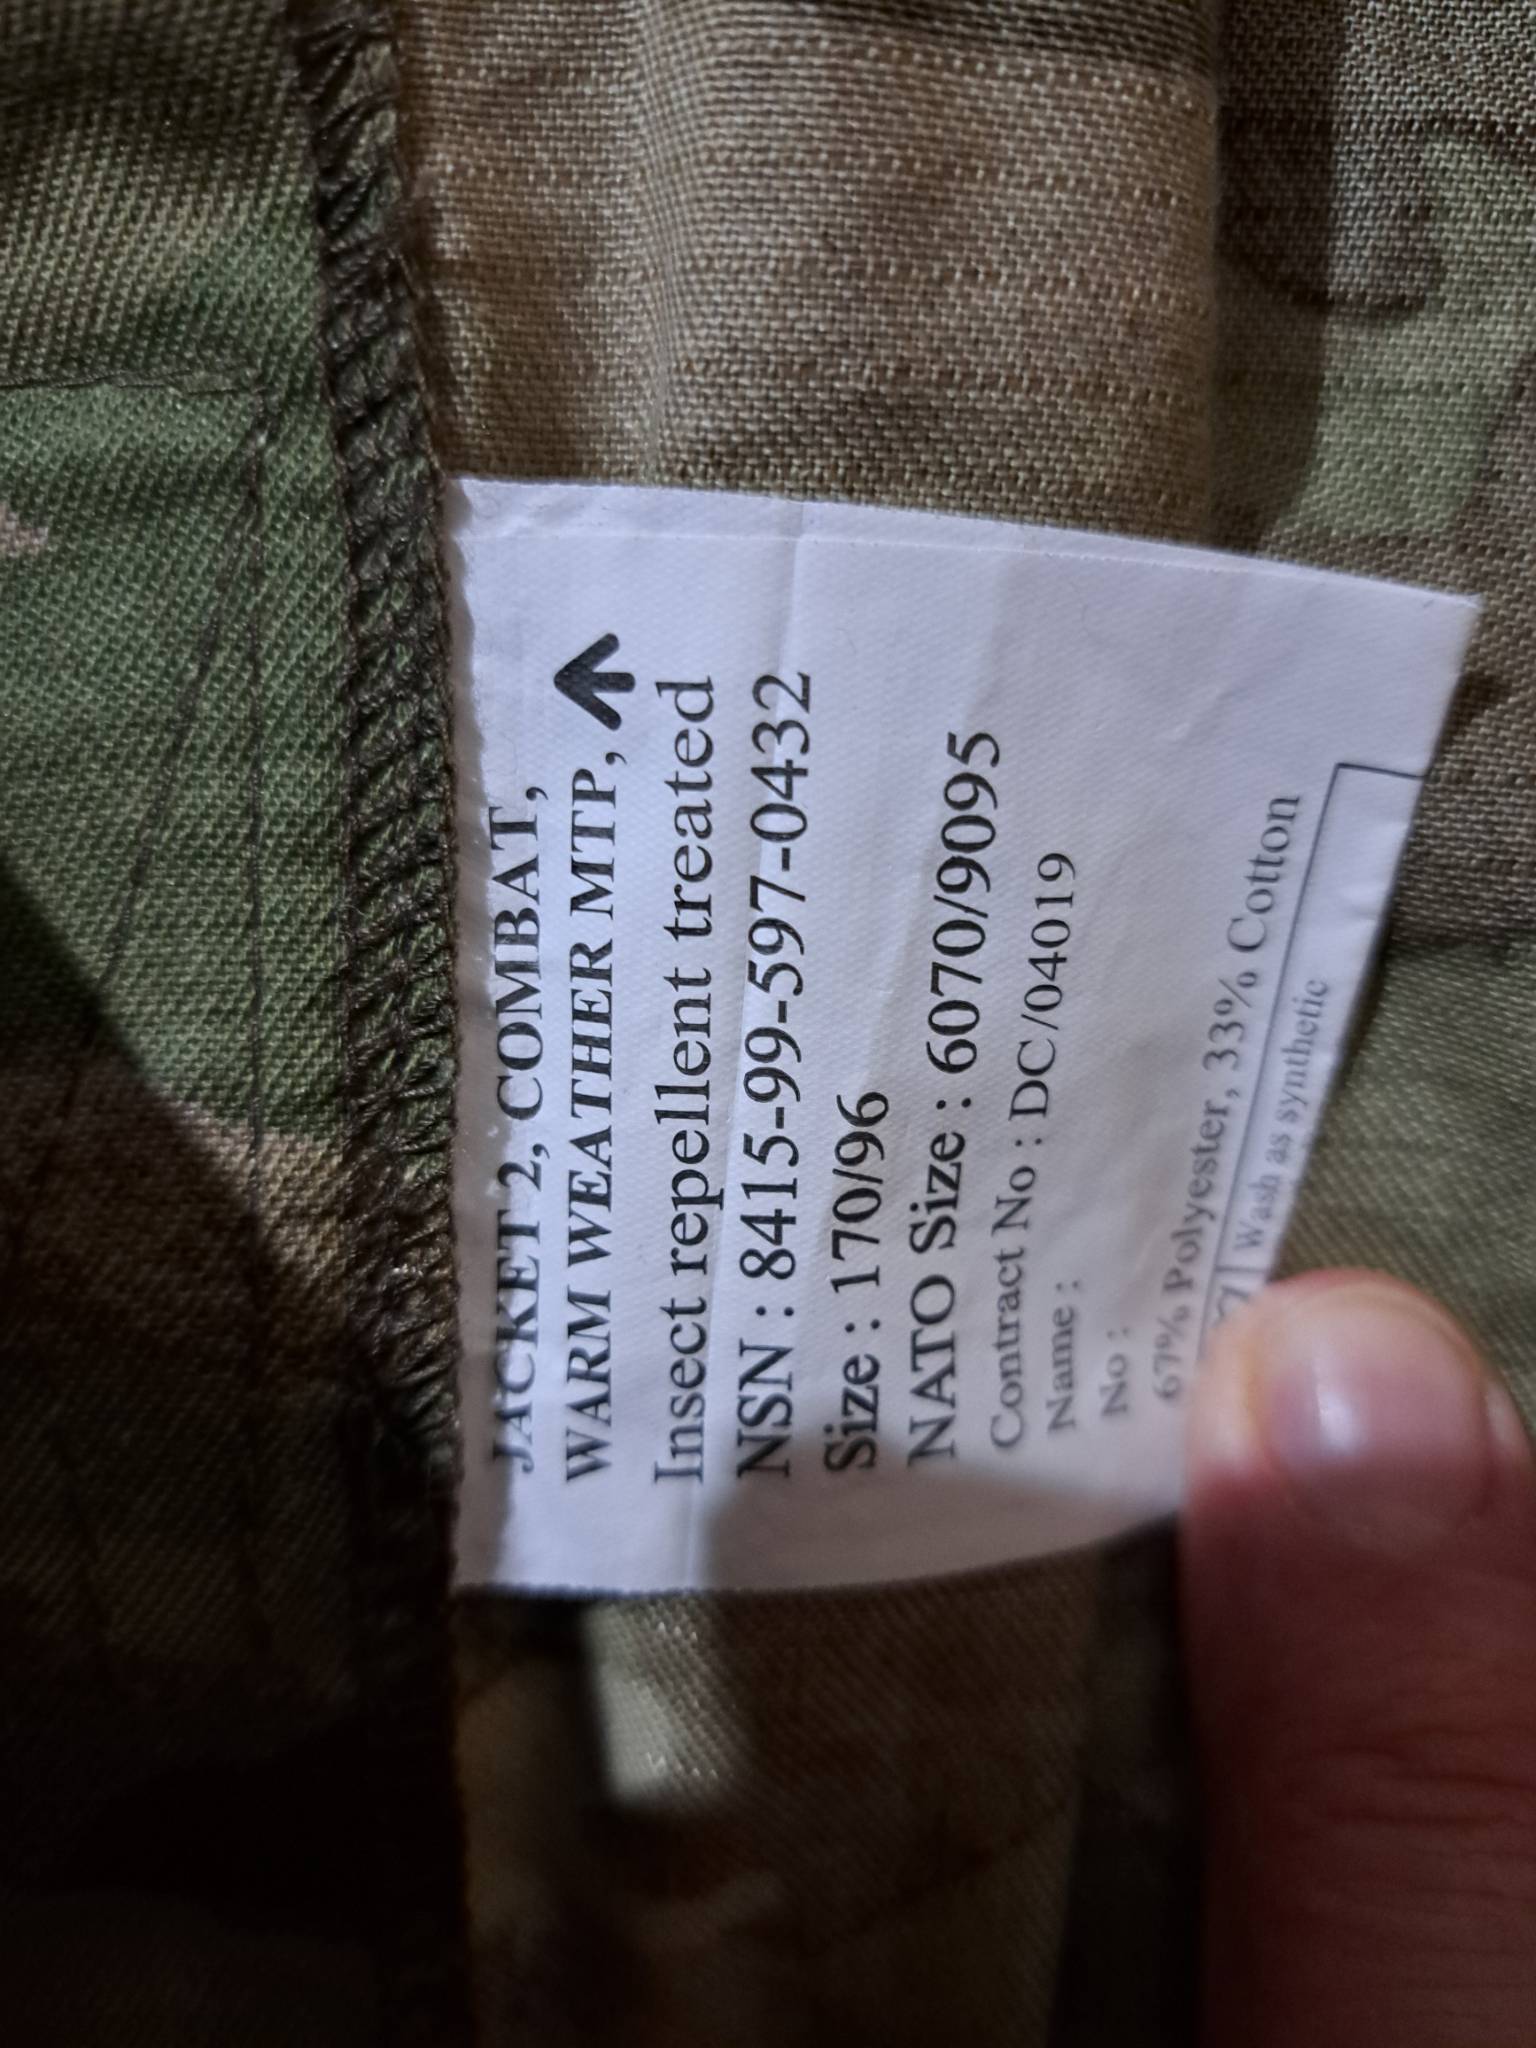 JACKET 2, COMBAT,
WARM WEATHER MTP,
Insect repellent treated
NSN : 8415-99-597-0432
Size : 170/96
NATO Size : 6070/9095
Contract No : DC/04019
Name :
No :
67% Polyester, 33% Cotton
Wash as synthetic